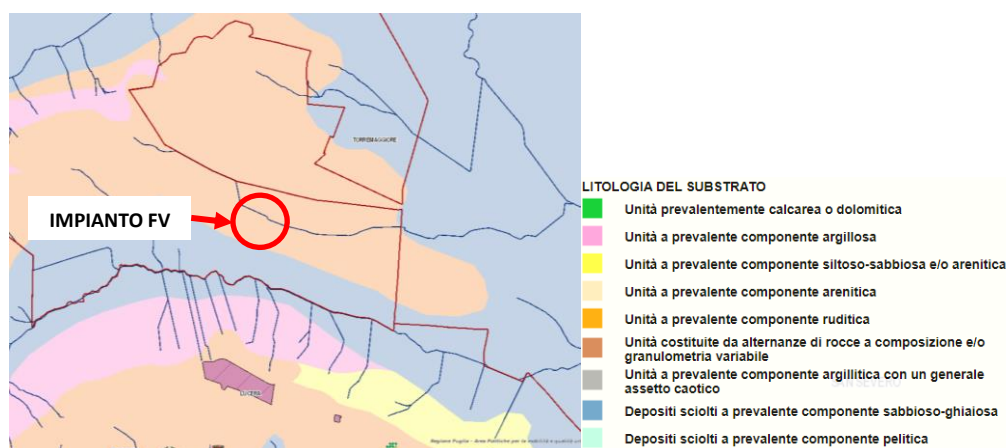 TORREMAGGIORE
IMPIANTO FV
LUCERA
LITOLOGIA DEL SUBSTRATO
Unità prevalentemente calcarea o dolomitica
Unità a prevalente componente argillosa
Unità a prevalente componente siltoso-sabbiosa e/o arenitica
Unità a prevalente componente arenitica
Unità a prevalente componente ruditica
Unità costituite da alternanze di rocce a composizione e/o
granulometria variabile
Unità a prevalente componente argillitica con un generale
assetto caotico
SAN SEVERO
Depositi sciolti a prevalente componente sabbioso-ghiaiosa
Depositi sciolti a prevalente componente pelitica